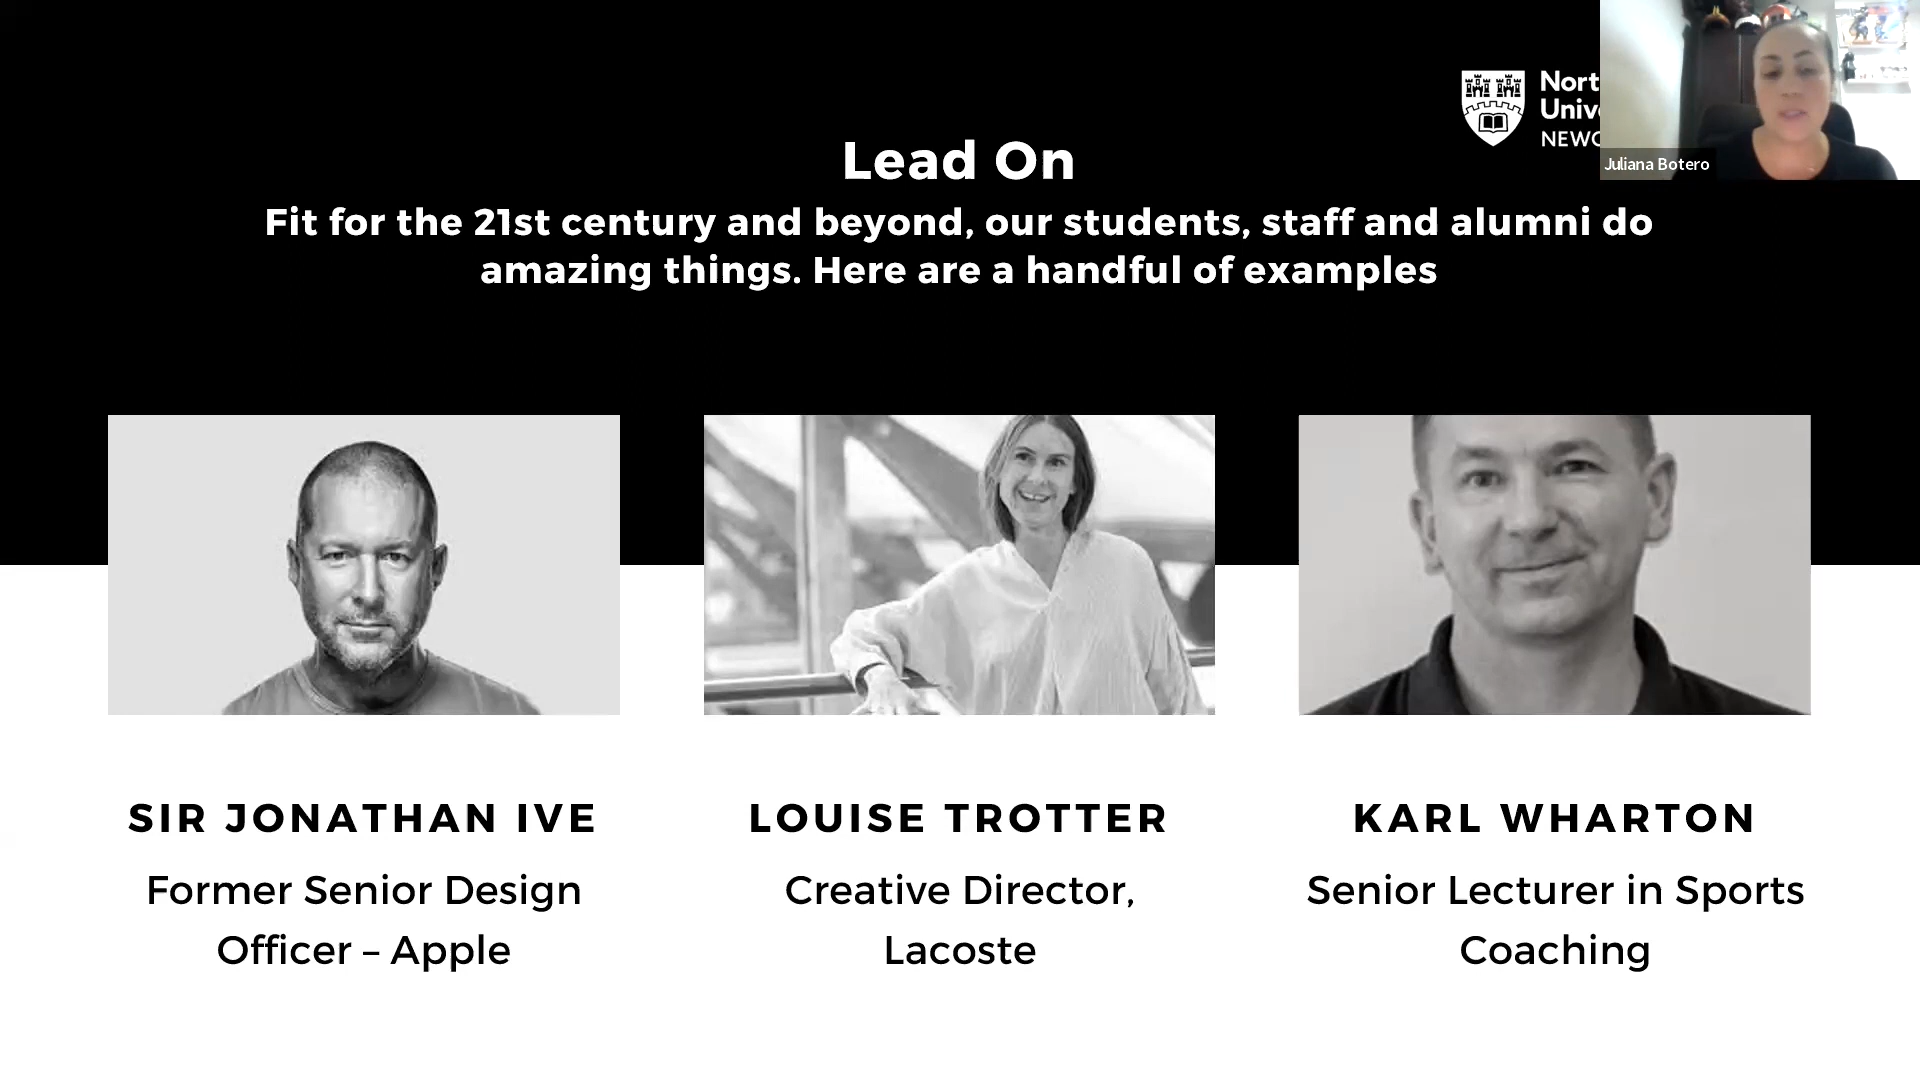 Lead On
Fit for the 21st century and beyond, our students, staff and alumni do
amazing things. Here are a handful of examples
Juliana Botero
SIR JONATHAN IVE
Former Senior Design
Officer – Apple
LOUISE TROTTER
Creative Director,
Lacoste
KARL WHARTON
Senior Lecturer in Sports
Coaching